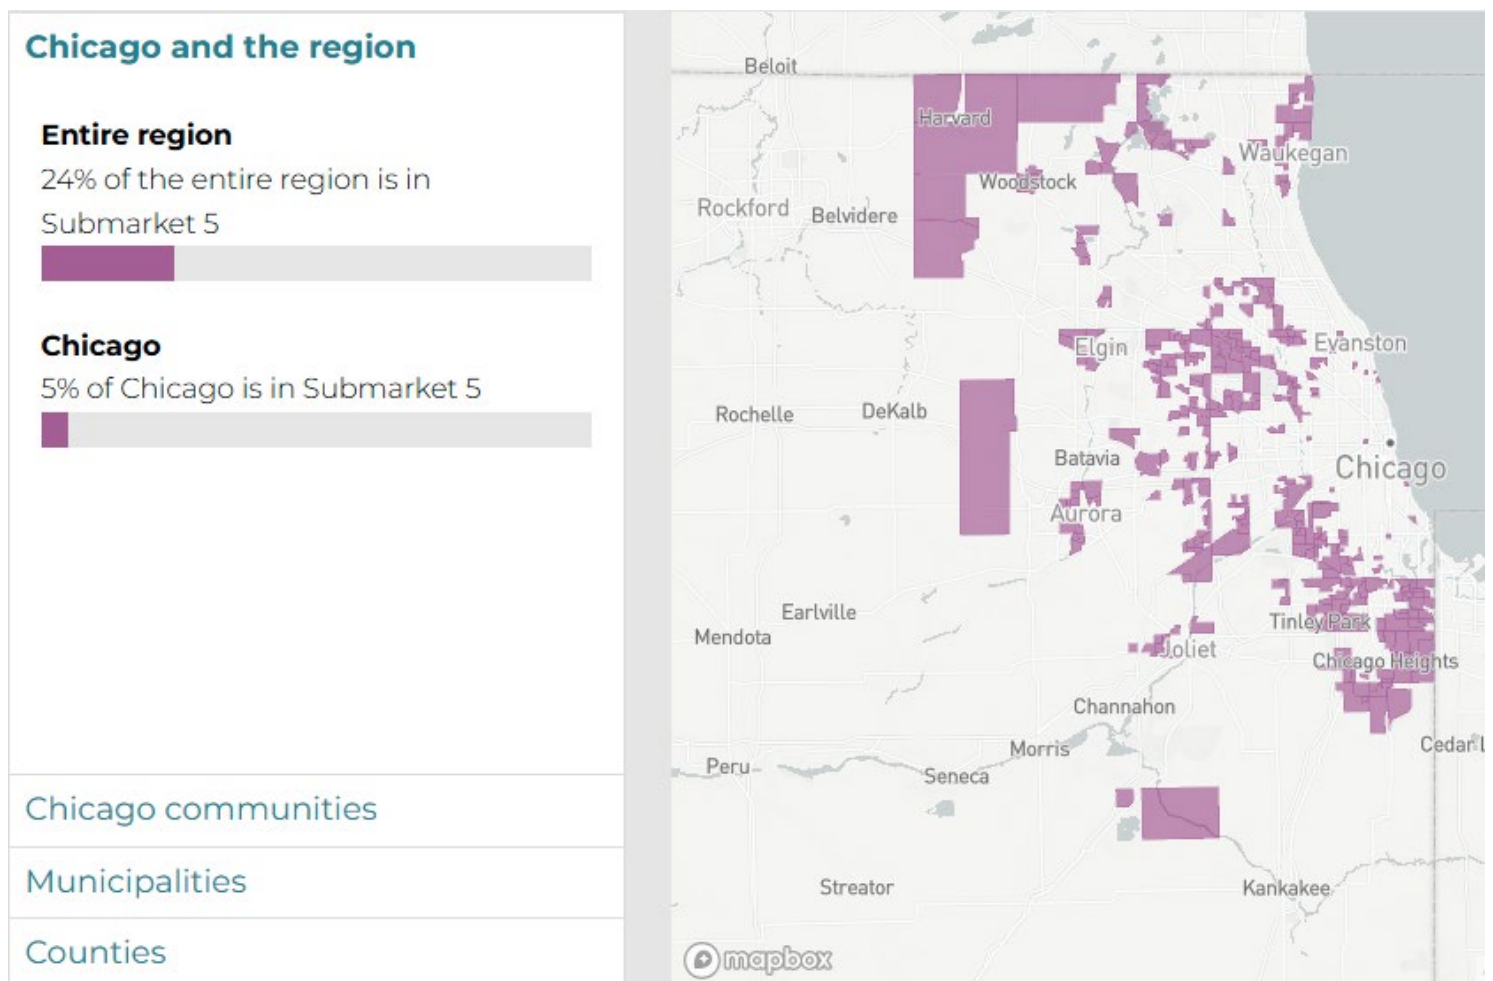 Chicago and the region
Entire region
24% of the entire region is in
Submarket 5
Chicago
5% of Chicago is in Submarket 5
Chicago communities
Municipalities
Counties
Beloit
Harvard
Waukegan
Woodstock
Rockford
Belvidere
Elgin
Evanston
Rochelle
DeKalb
Batavia
Chicago
Aurora
Earlville
Tinley Park
Mendota
Joliet
Chicago Heights
Channahon
Morris
Cedar L
Peru
Seneca
Streator
Kankakee
mapbox